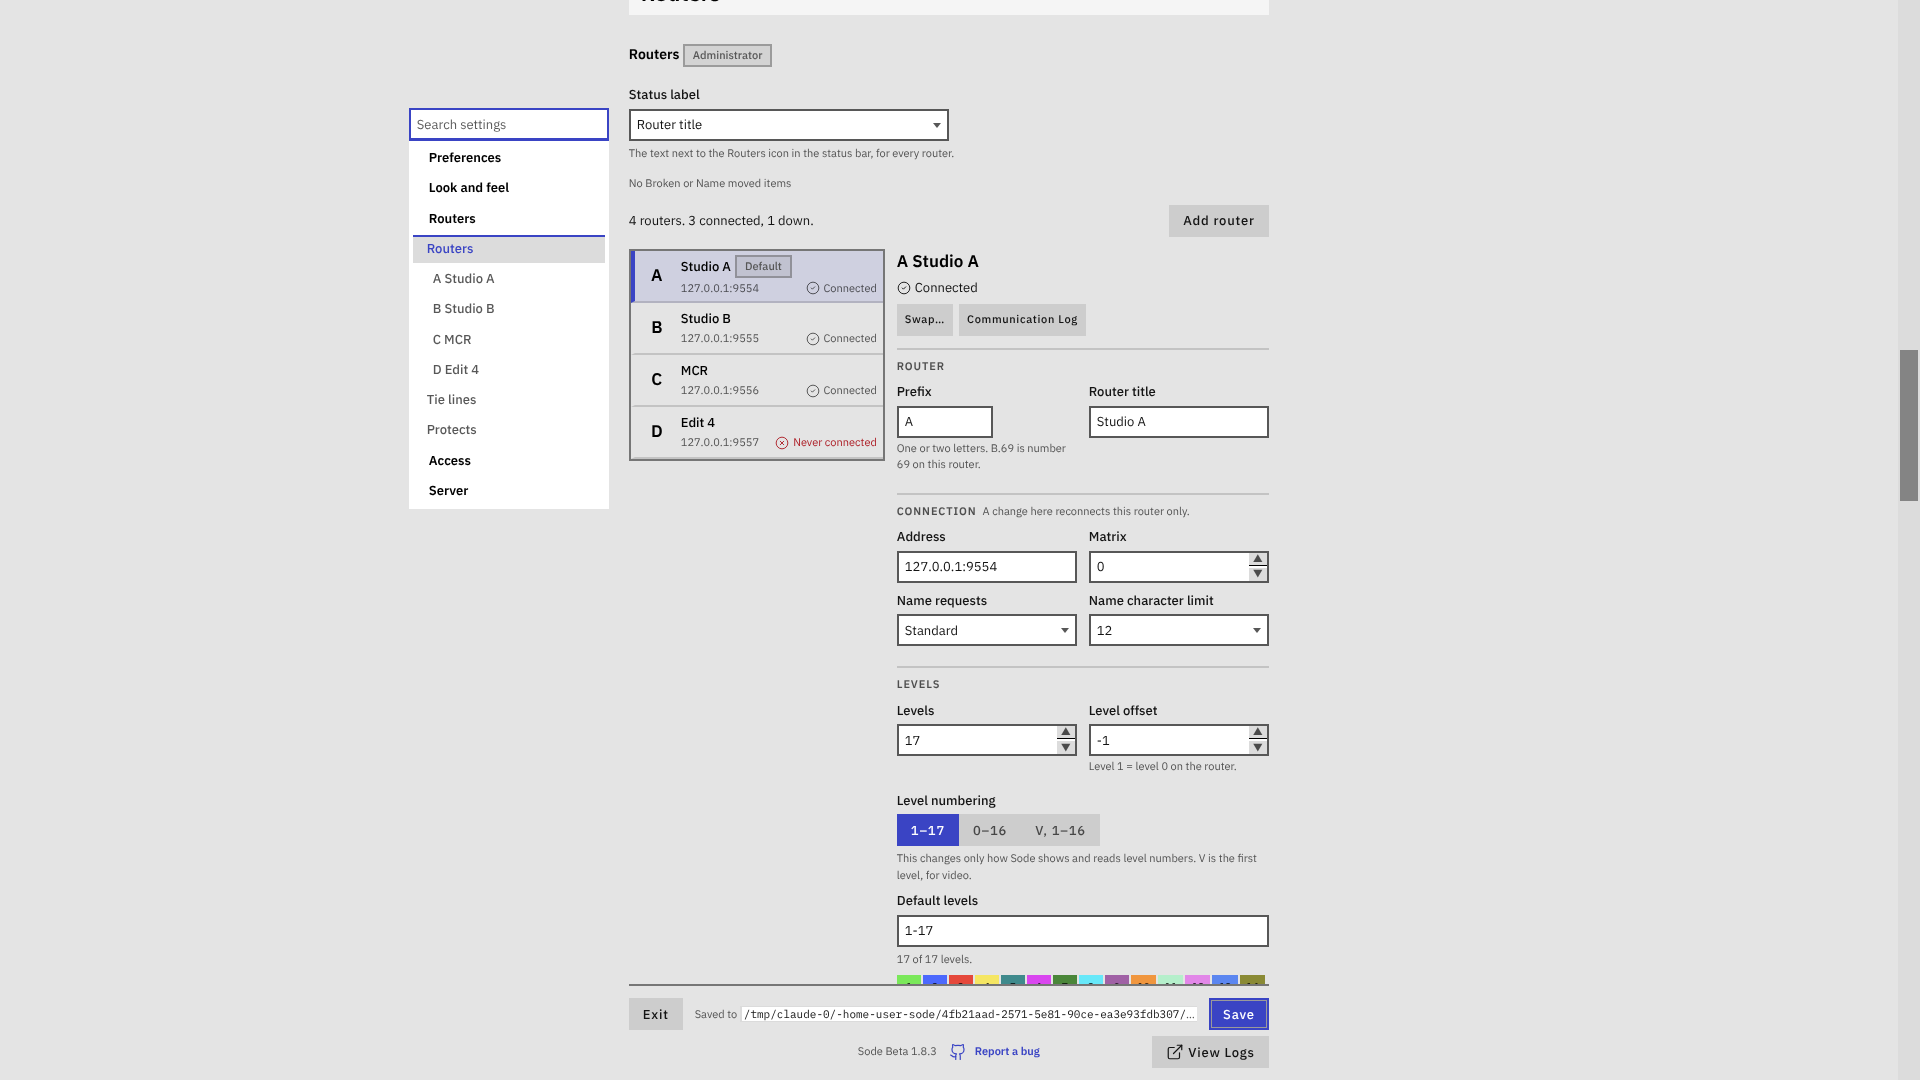 Routers Administrator
Status label
Search settings
Router title
Preferences
The text next to the Routers icon in the status bar, for every router.
Look and feel
No Broken or Name moved items
Routers
4 routers. 3 connected, 1 down.
Add router
Routers
A Studio A
B Studio B
C MCR
D Edit 4
Tie lines
Protects
Access
Server
A
Studio A Default
127.0.0.1:9554 Connected
B
Studio B
127.0.0.1:9555 Connected
C
MCR
127.0.0.1:9556 Connected
D
Edit 4
127.0.0.1:9557 Never connected
A Studio A
Connected
Swap... Communication Log
ROUTER
Prefix Router title
A Studio A
One or two letters. B.69 is number
69 on this router.
CONNECTION A change here reconnects this router only.
Address Matrix
127.0.0.1:9554 0
Name requests Name character limit
Standard 12
LEVELS
Levels Level offset
17 -1
Level 1 = level 0 on the router.
Level numbering
1–17 0–16 V, 1–16
This changes only how Sode shows and reads level numbers. V is the first
level, for video.
Default levels
1-17
17 of 17 levels.
Exit Saved to /tmp/claude-0/-home-user-sode/4fb21aad-2571-5e81-90ce-ea3e93fdb307/... Save
Sode Beta 1.8.3 Report a bug View Logs